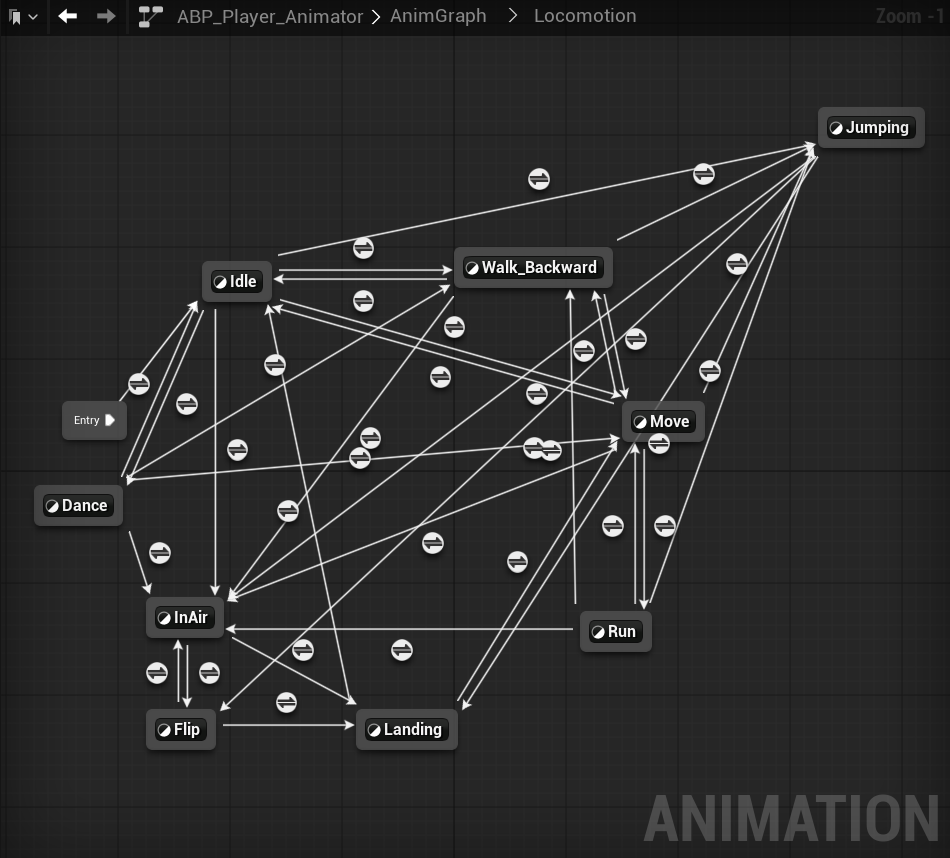 ABP_Player_Animator > AnimGraph > Locomotion
Zoom -1
Jumping
Idle
Walk_Backward
Entry
Move
Dance
InAir
Run
Flip
Landing
ANIMATION